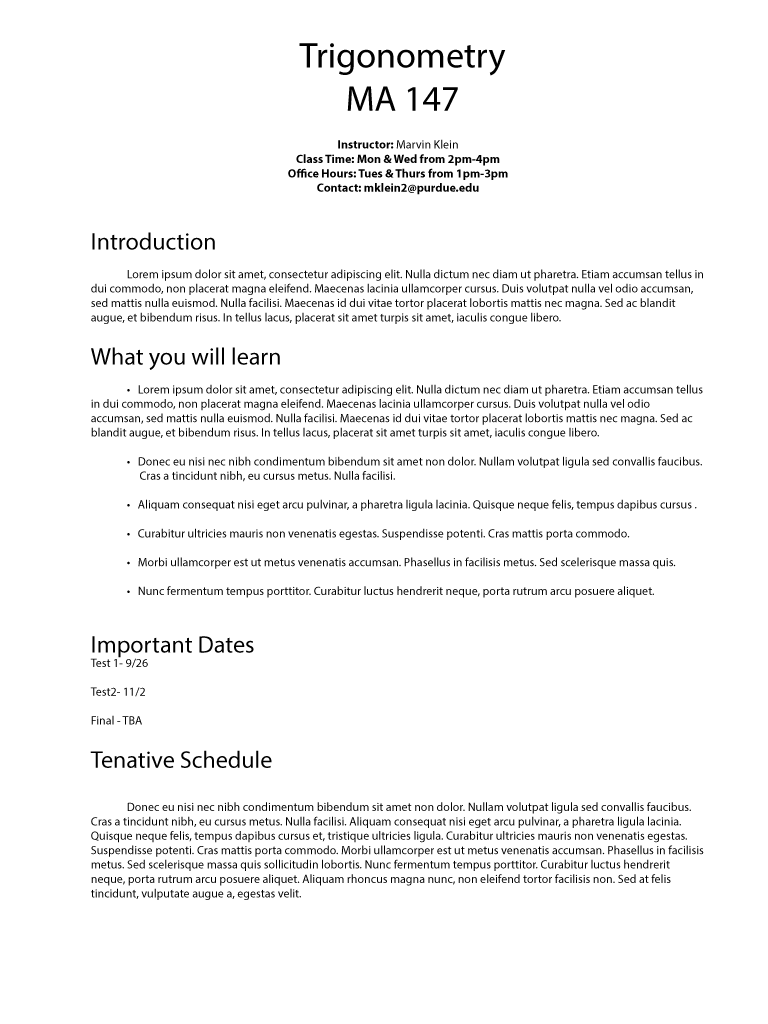 Trigonometry
MA 147
Instructor: Marvin Klein
Class Time: Mon & Wed from 2pm-4pm
Office Hours: Tues & Thurs from 1pm-3pm
Contact: mklein2@purdue.edu
Introduction
Lorem ipsum dolor sit amet, consectetur adipiscing elit. Nulla dictum nec diam ut pharetra. Etiam accumsan tellus in
dui commodo, non placerat magna eleifend. Maecenas lacinia ullamcorper cursus. Duis volutpat nulla vel odio accumsan,
sed mattis nulla euismod. Nulla facilisi. Maecenas id dui vitae tortor placerat lobortis mattis nec magna. Sed ac blandit
augue, et bibendum risus. In tellus lacus, placerat sit amet turpis sit amet, iaculis congue libero.
What you will learn
• Lorem ipsum dolor sit amet, consectetur adipiscing elit. Nulla dictum nec diam ut pharetra. Etiam accumsan tellus
in dui commodo, non placerat magna eleifend. Maecenas lacinia ullamcorper cursus. Duis volutpat nulla vel odio
accumsan, sed mattis nulla euismod. Nulla facilisi. Maecenas id dui vitae tortor placerat lobortis mattis nec magna. Sed ac
blandit augue, et bibendum risus. In tellus lacus, placerat sit amet turpis sit amet, iaculis congue libero.
• Donec eu nisi nec nibh condimentum bibendum sit amet non dolor. Nullam volutpat ligula sed convallis faucibus.
Cras a tincidunt nibh, eu cursus metus. Nulla facilisi.
• Aliquam consequat nisi eget arcu pulvinar, a pharetra ligula lacinia. Quisque neque felis, tempus dapibus cursus .
• Curabitur ultricies mauris non venenatis egestas. Suspendisse potenti. Cras mattis porta commodo.
• Morbi ullamcorper est ut metus venenatis accumsan. Phasellus in facilisis metus. Sed scelerisque massa quis.
• Nunc fermentum tempus porttitor. Curabitur luctus hendrerit neque, porta rutrum arcu posuere aliquet.
Important Dates
Test 1- 9/26
Test2- 11/2
Final - TBA
Tenative Schedule
Donec eu nisi nec nibh condimentum bibendum sit amet non dolor. Nullam volutpat ligula sed convallis faucibus.
Cras a tincidunt nibh, eu cursus metus. Nulla facilisi. Aliquam consequat nisi eget arcu pulvinar, a pharetra ligula lacinia.
Quisque neque felis, tempus dapibus cursus et, tristique ultricies ligula. Curabitur ultricies mauris non venenatis egestas.
Suspendisse potenti. Cras mattis porta commodo. Morbi ullamcorper est ut metus venenatis accumsan. Phasellus in facilisis
metus. Sed scelerisque massa quis sollicitudin lobortis. Nunc fermentum tempus porttitor. Curabitur luctus hendrerit
neque, porta rutrum arcu posuere aliquet. Aliquam rhoncus magna nunc, non eleifend tortor facilisis non. Sed at felis
tincidunt, vulputate augue a, egestas velit.